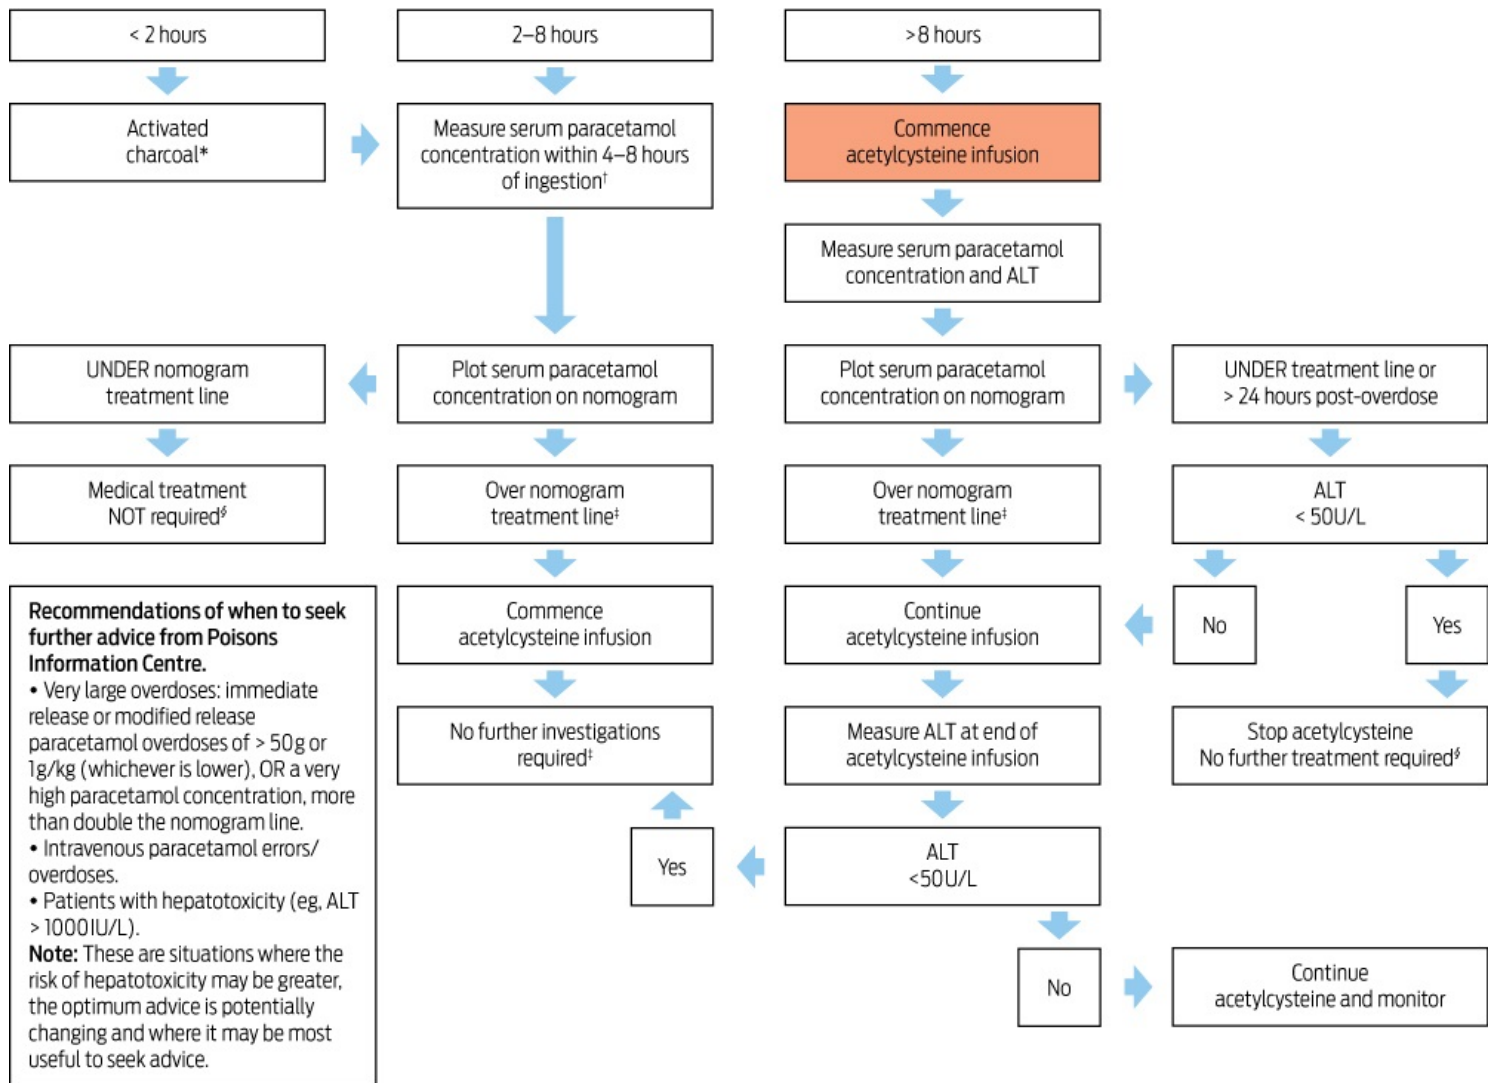 < 2 hours
2–8 hours
>8 hours
Activated
charcoal*
Measure serum paracetamol
concentration within 4–8 hours
of ingestion†
Commence
acetylcysteine infusion
Measure serum paracetamol
concentration and ALT
UNDER nomogram
treatment line
Plot serum paracetamol
concentration on nomogram
Plot serum paracetamol
concentration on nomogram
UNDER treatment line or
> 24 hours post-overdose
Medical treatment
NOT required§
Over nomogram
treatment line‡
Over nomogram
treatment line‡
ALT
< 50U/L
Commence
acetylcysteine infusion
Continue
acetylcysteine infusion
No
Yes
No further investigations
required‡
Measure ALT at end of
acetylcysteine infusion
Stop acetylcysteine
No further treatment required§
Yes
ALT
<50U/L
No
Continue
acetylcysteine and monitor
Recommendations of when to seek
further advice from Poisons
Information Centre.
• Very large overdoses: immediate
release or modified release
paracetamol overdoses of > 50g or
1g/kg (whichever is lower), OR a very
high paracetamol concentration, more
than double the nomogram line.
• Intravenous paracetamol errors/
overdoses.
• Patients with hepatotoxicity (eg, ALT
> 1000IU/L).
Note: These are situations where the
risk of hepatotoxicity may be greater,
the optimum advice is potentially
changing and where it may be most
useful to seek advice.